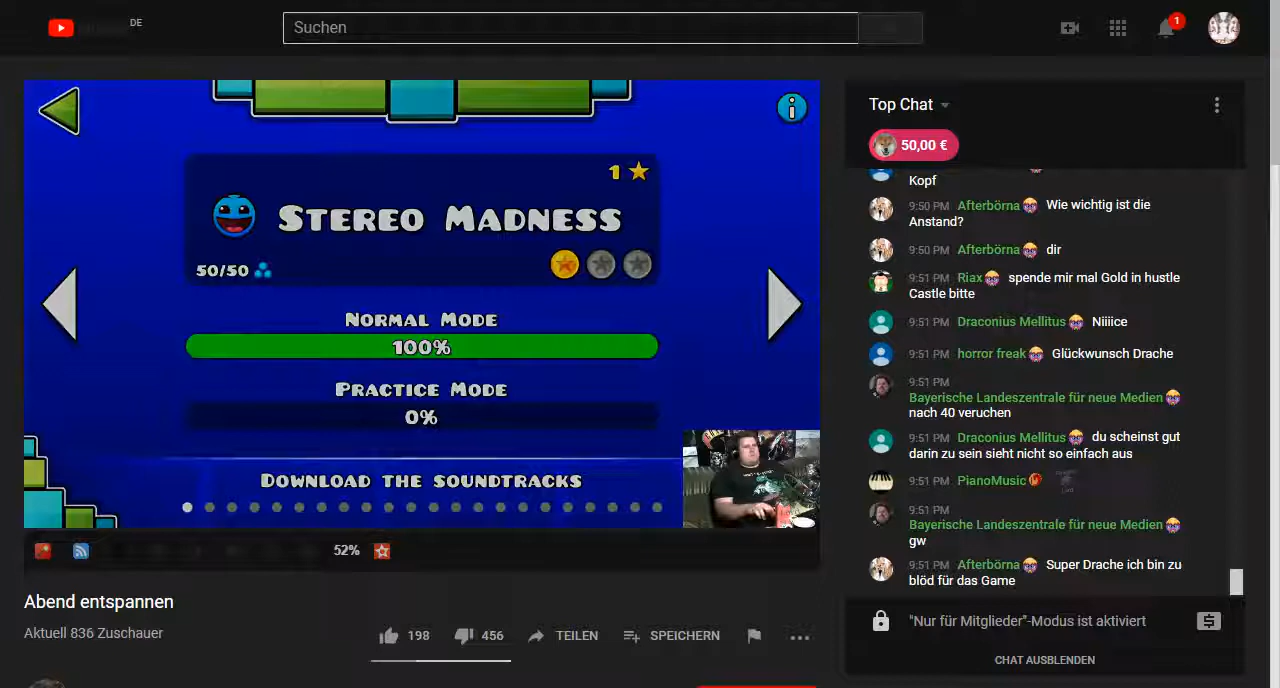 DE
Suchen
1
1
STEREO MADNESS
50/50
NORMAL MODE
100%
PRACTICE MODE
0%
DOWNLOAD THE SOUNDTRACKS
52%
Abend entspannen
Aktuell 836 Zuschauer
198
456
TEILEN
SPEICHERN
Top Chat
50,00 €
Kopf
9:50 PM Afterbörna Wie wichtig ist die
Anstand?
9:50 PM Afterbörna dir
9:51 PM Riax spende mir mal Gold in hustle
Castle bitte
9:51 PM Draconius Mellitus Niiiice
9:51 PM horror freak Glückwunsch Drache
9:51 PM
Bayerische Landeszentrale für neue Medien
nach 40 veruchen
9:51 PM Draconius Mellitus du scheinst gut
darin zu sein sieht nicht so einfach aus
9:51 PM PianoMusic
9:51 PM
Bayerische Landeszentrale für neue Medien
gw
9:51 PM Afterbörna Super Drache ich bin zu
blöd für das Game
"Nur für Mitglieder"-Modus ist aktiviert
CHAT AUSBLENDEN